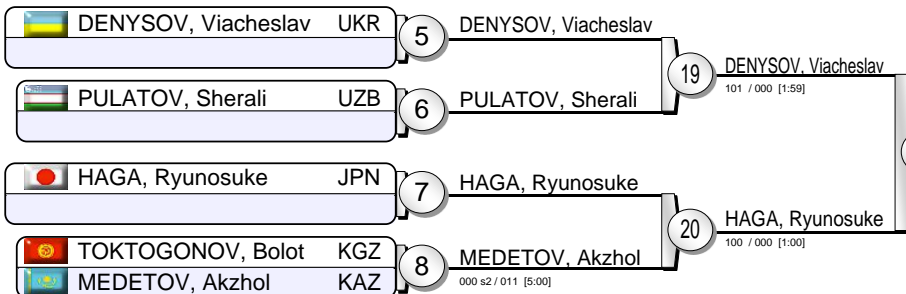 DENYSOV, Viacheslav UKR
5
DENYSOV, Viacheslav
19
DENYSOV, Viacheslav
101 / 000 [1:59]
PULATOV, Sherali UZB
6
PULATOV, Sherali
HAGA, Ryunosuke JPN
7
HAGA, Ryunosuke
20
HAGA, Ryunosuke
100 / 000 [1:00]
TOKTOGONOV, Bolot KGZ
MEDETOV, Akzhol KAZ
8
MEDETOV, Akzhol
000 s2 / 011 [5:00]